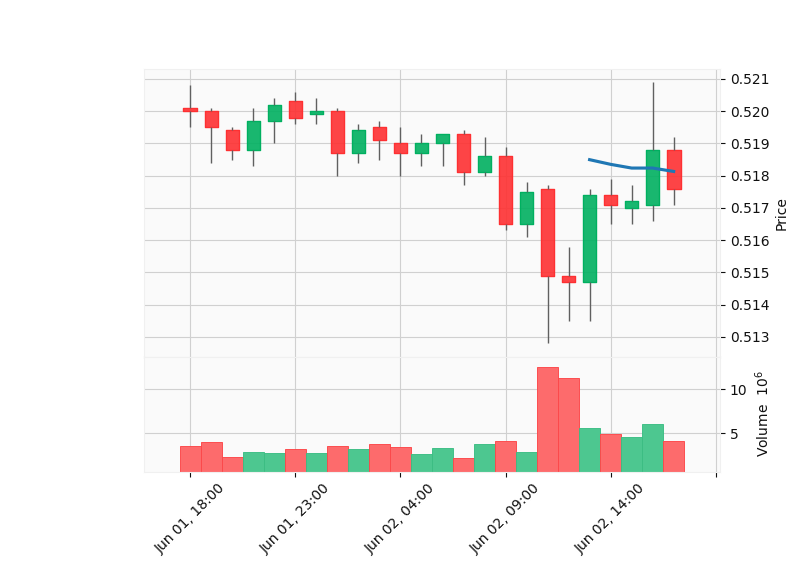 0.521
0.520
0.519
0.518
0.517
0.516
0.515
0.514
0.513
Price
10
5
Volume 10^6
Jun 01, 18:00
Jun 01, 23:00
Jun 02, 04:00
Jun 02, 09:00
Jun 02, 14:00